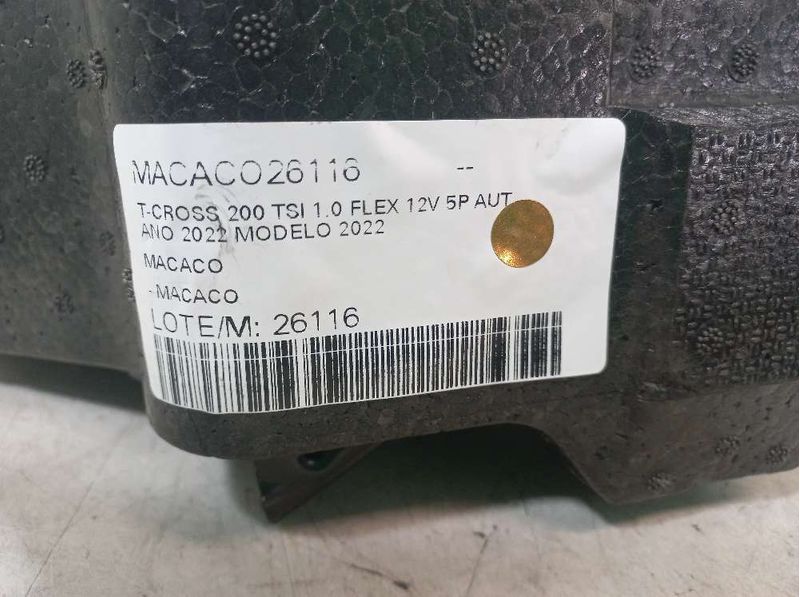 MACACO26116 --
T-CROSS 200 TSI 1.0 FLEX 12V 5P AUT
ANO 2022 MODELO 2022
MACACO
- MACACO
LOTE/M: 26116